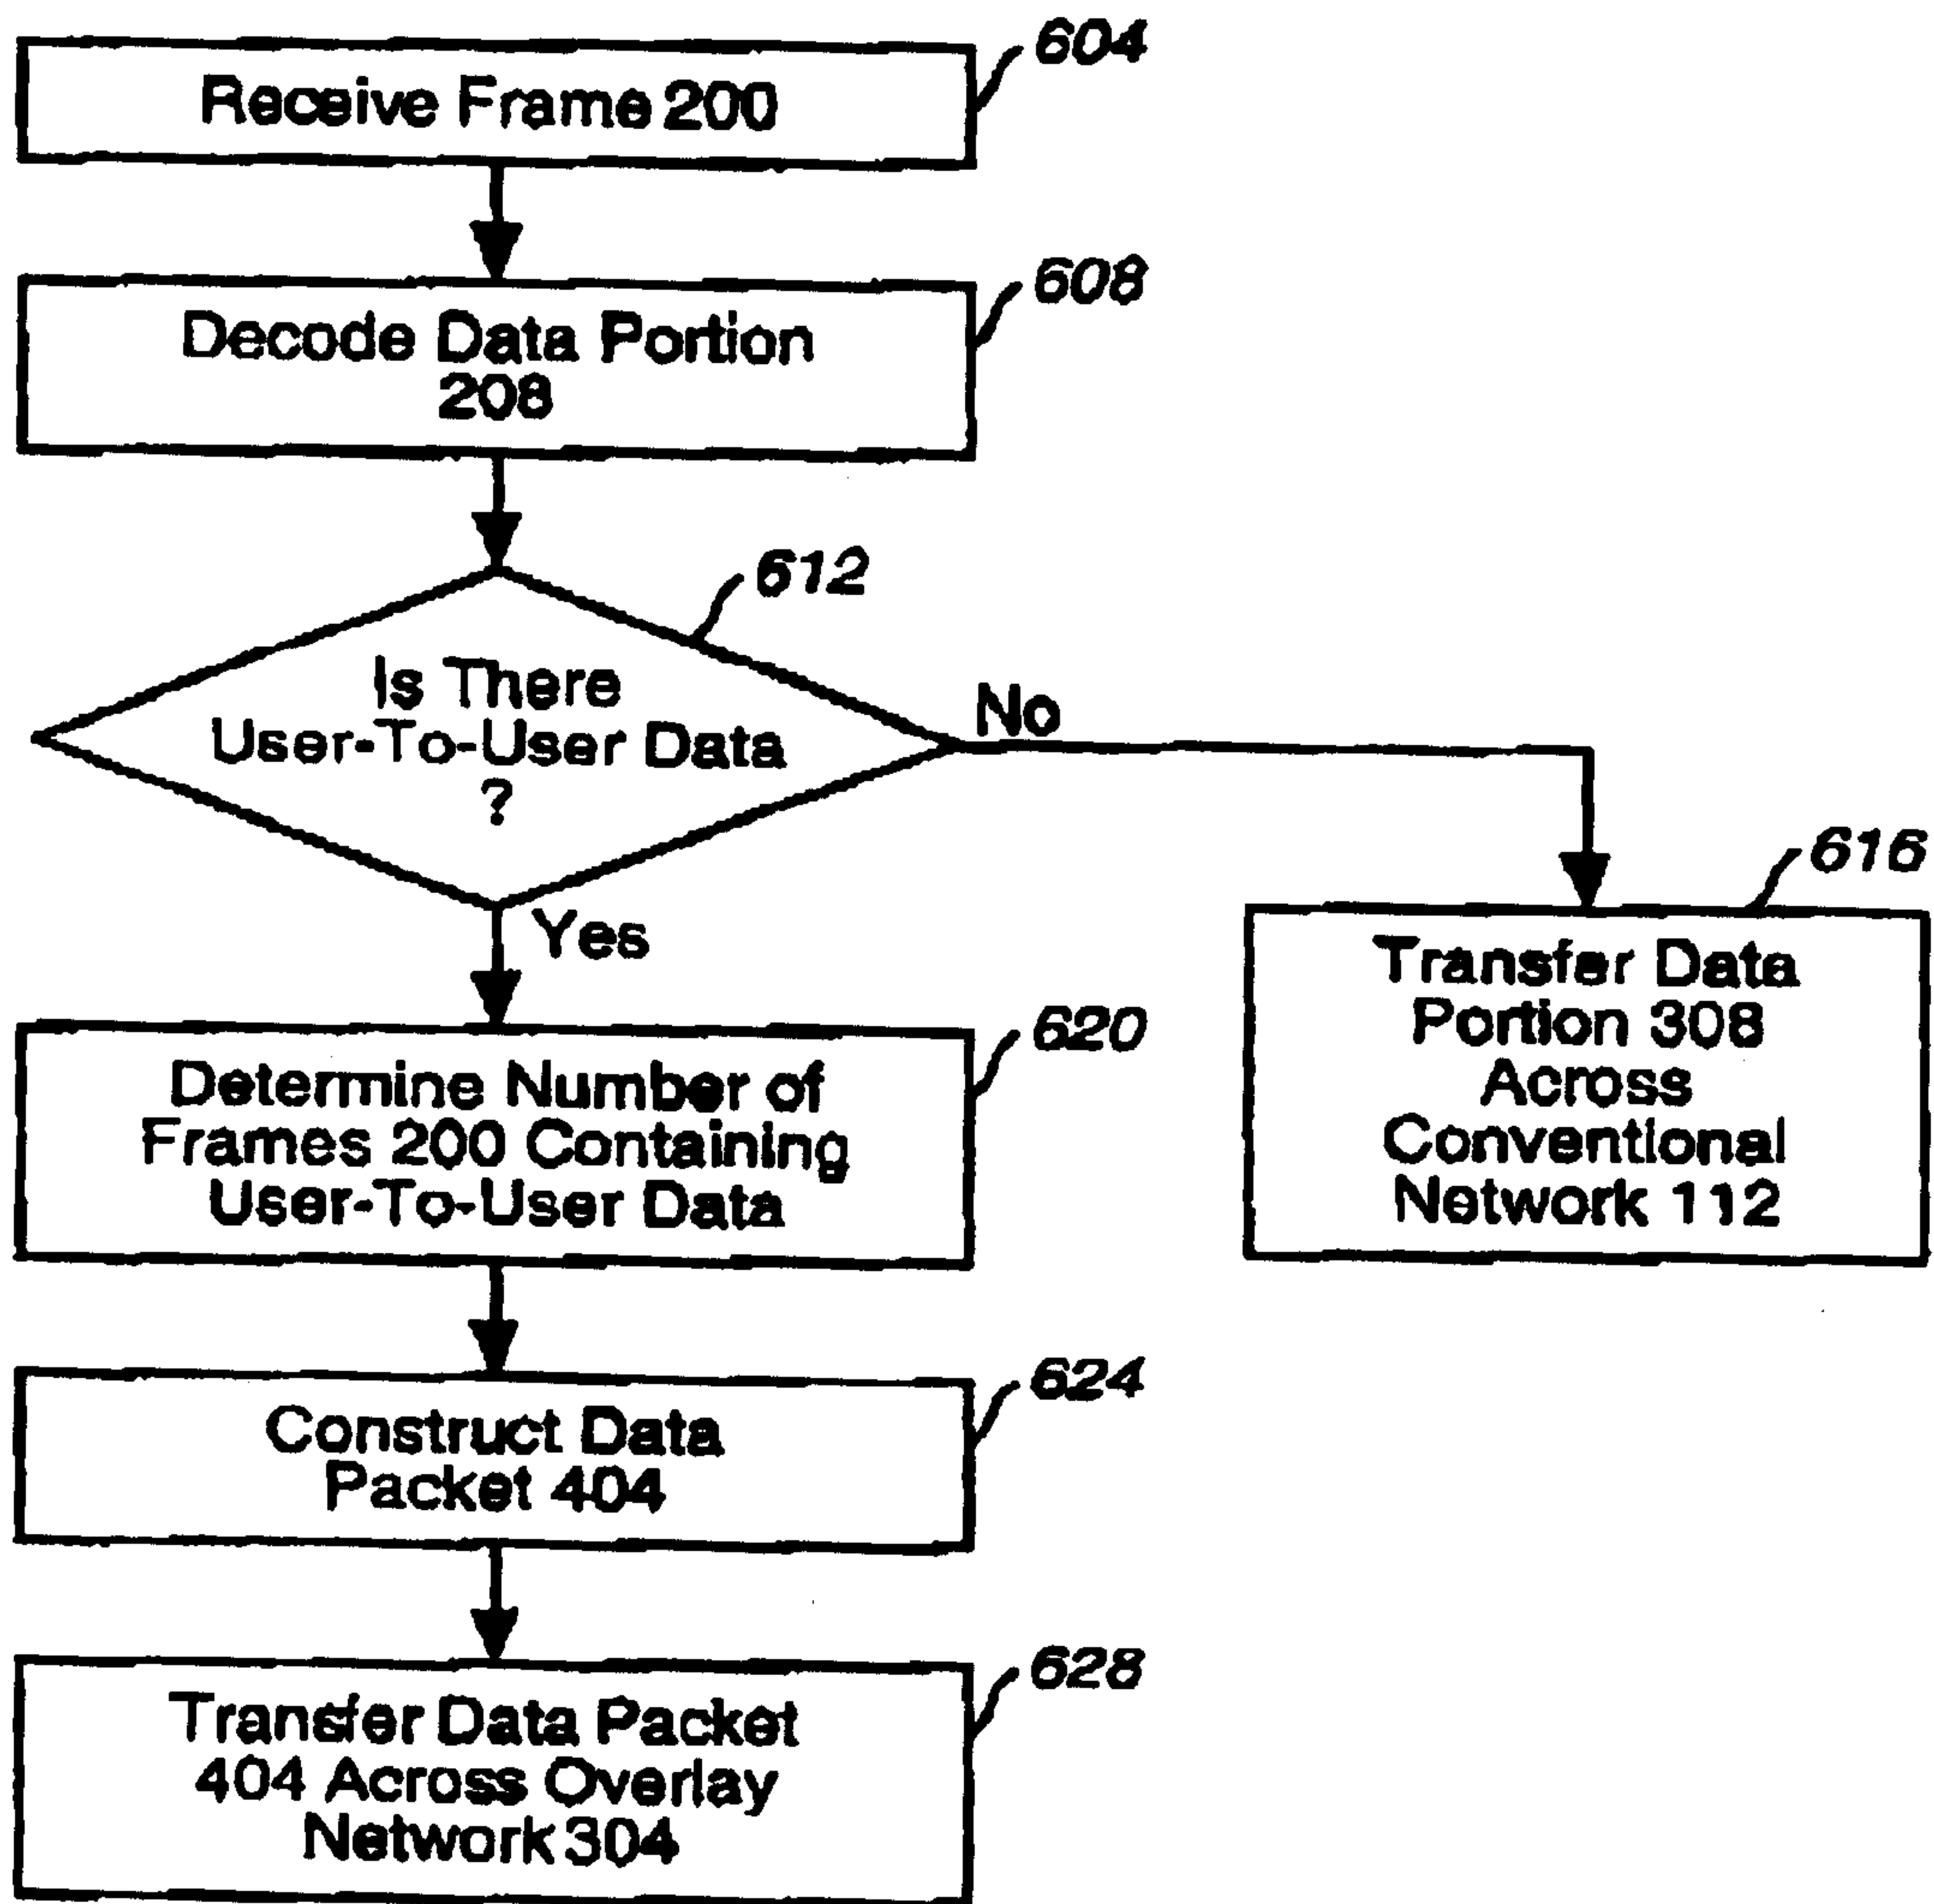 604
Receive Frame 200
608
Decode Data Portion
208
612
Is There
User-To-User Data
?
No
Yes
616
Transfer Data
Portion 308
Across
Conventional
Network 112
620
Determine Number of
Frames 200 Containing
User-To-User Data
624
Construct Data
Packet 404
628
Transfer Data Packet
404 Across Overlay
Network 304